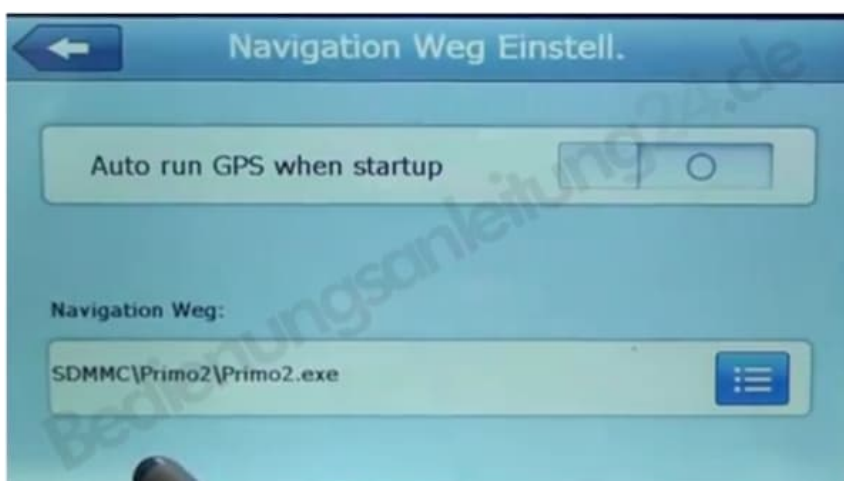 Navigation Weg Einstell.
Auto run GPS when startup
Navigation Weg:
SDMMC\Primo2\Primo2.exe
Bedienungsanleitung24.de